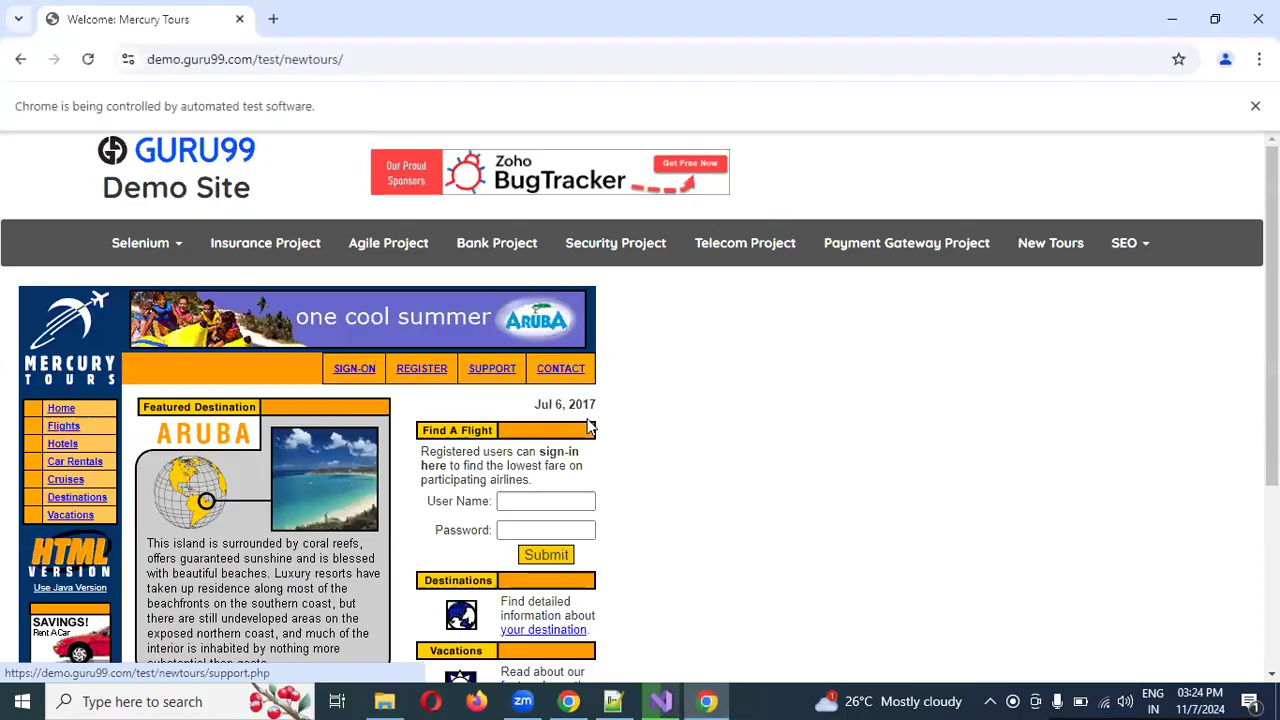 Welcome: Mercury Tours
demo.guru99.com/test/newtours/
Chrome is being controlled by automated test software.
GURU99
Demo Site
Our Proud
Sponsors
Zoho
BugTracker
Get Free Now
Selenium
Insurance Project
Agile Project
Bank Project
Security Project
Telecom Project
Payment Gateway Project
New Tours
SEO
MERCURY
TOURS
one cool summer
ARUBA
SIGN-ON
REGISTER
SUPPORT
CONTACT
Home
Flights
Hotels
Car Rentals
Cruises
Destinations
Vacations
HTML
VERSION
Use Java Version
SAVINGS!
Rent A Car
Featured Destination
ARUBA
This island is surrounded by coral reefs,
offers guaranteed sunshine and is blessed
with beautiful beaches. Luxury resorts have
taken up residence along most of the
beachfronts on the southern coast, but
there are still undeveloped areas on the
exposed northern coast, and much of the
interior is inhabited by nothing more
substantial than goats.
Jul 6, 2017
Find A Flight
Registered users can sign-in
here to find the lowest fare on
participating airlines.
User Name:
Password:
Submit
Destinations
Find detailed
information about
your destination.
Vacations
Read about our
https://demo.guru99.com/test/newtours/support.php
Type here to search
zm
26°C Mostly cloudy
ENG
IN
03:24 PM
11/7/2024
1
1